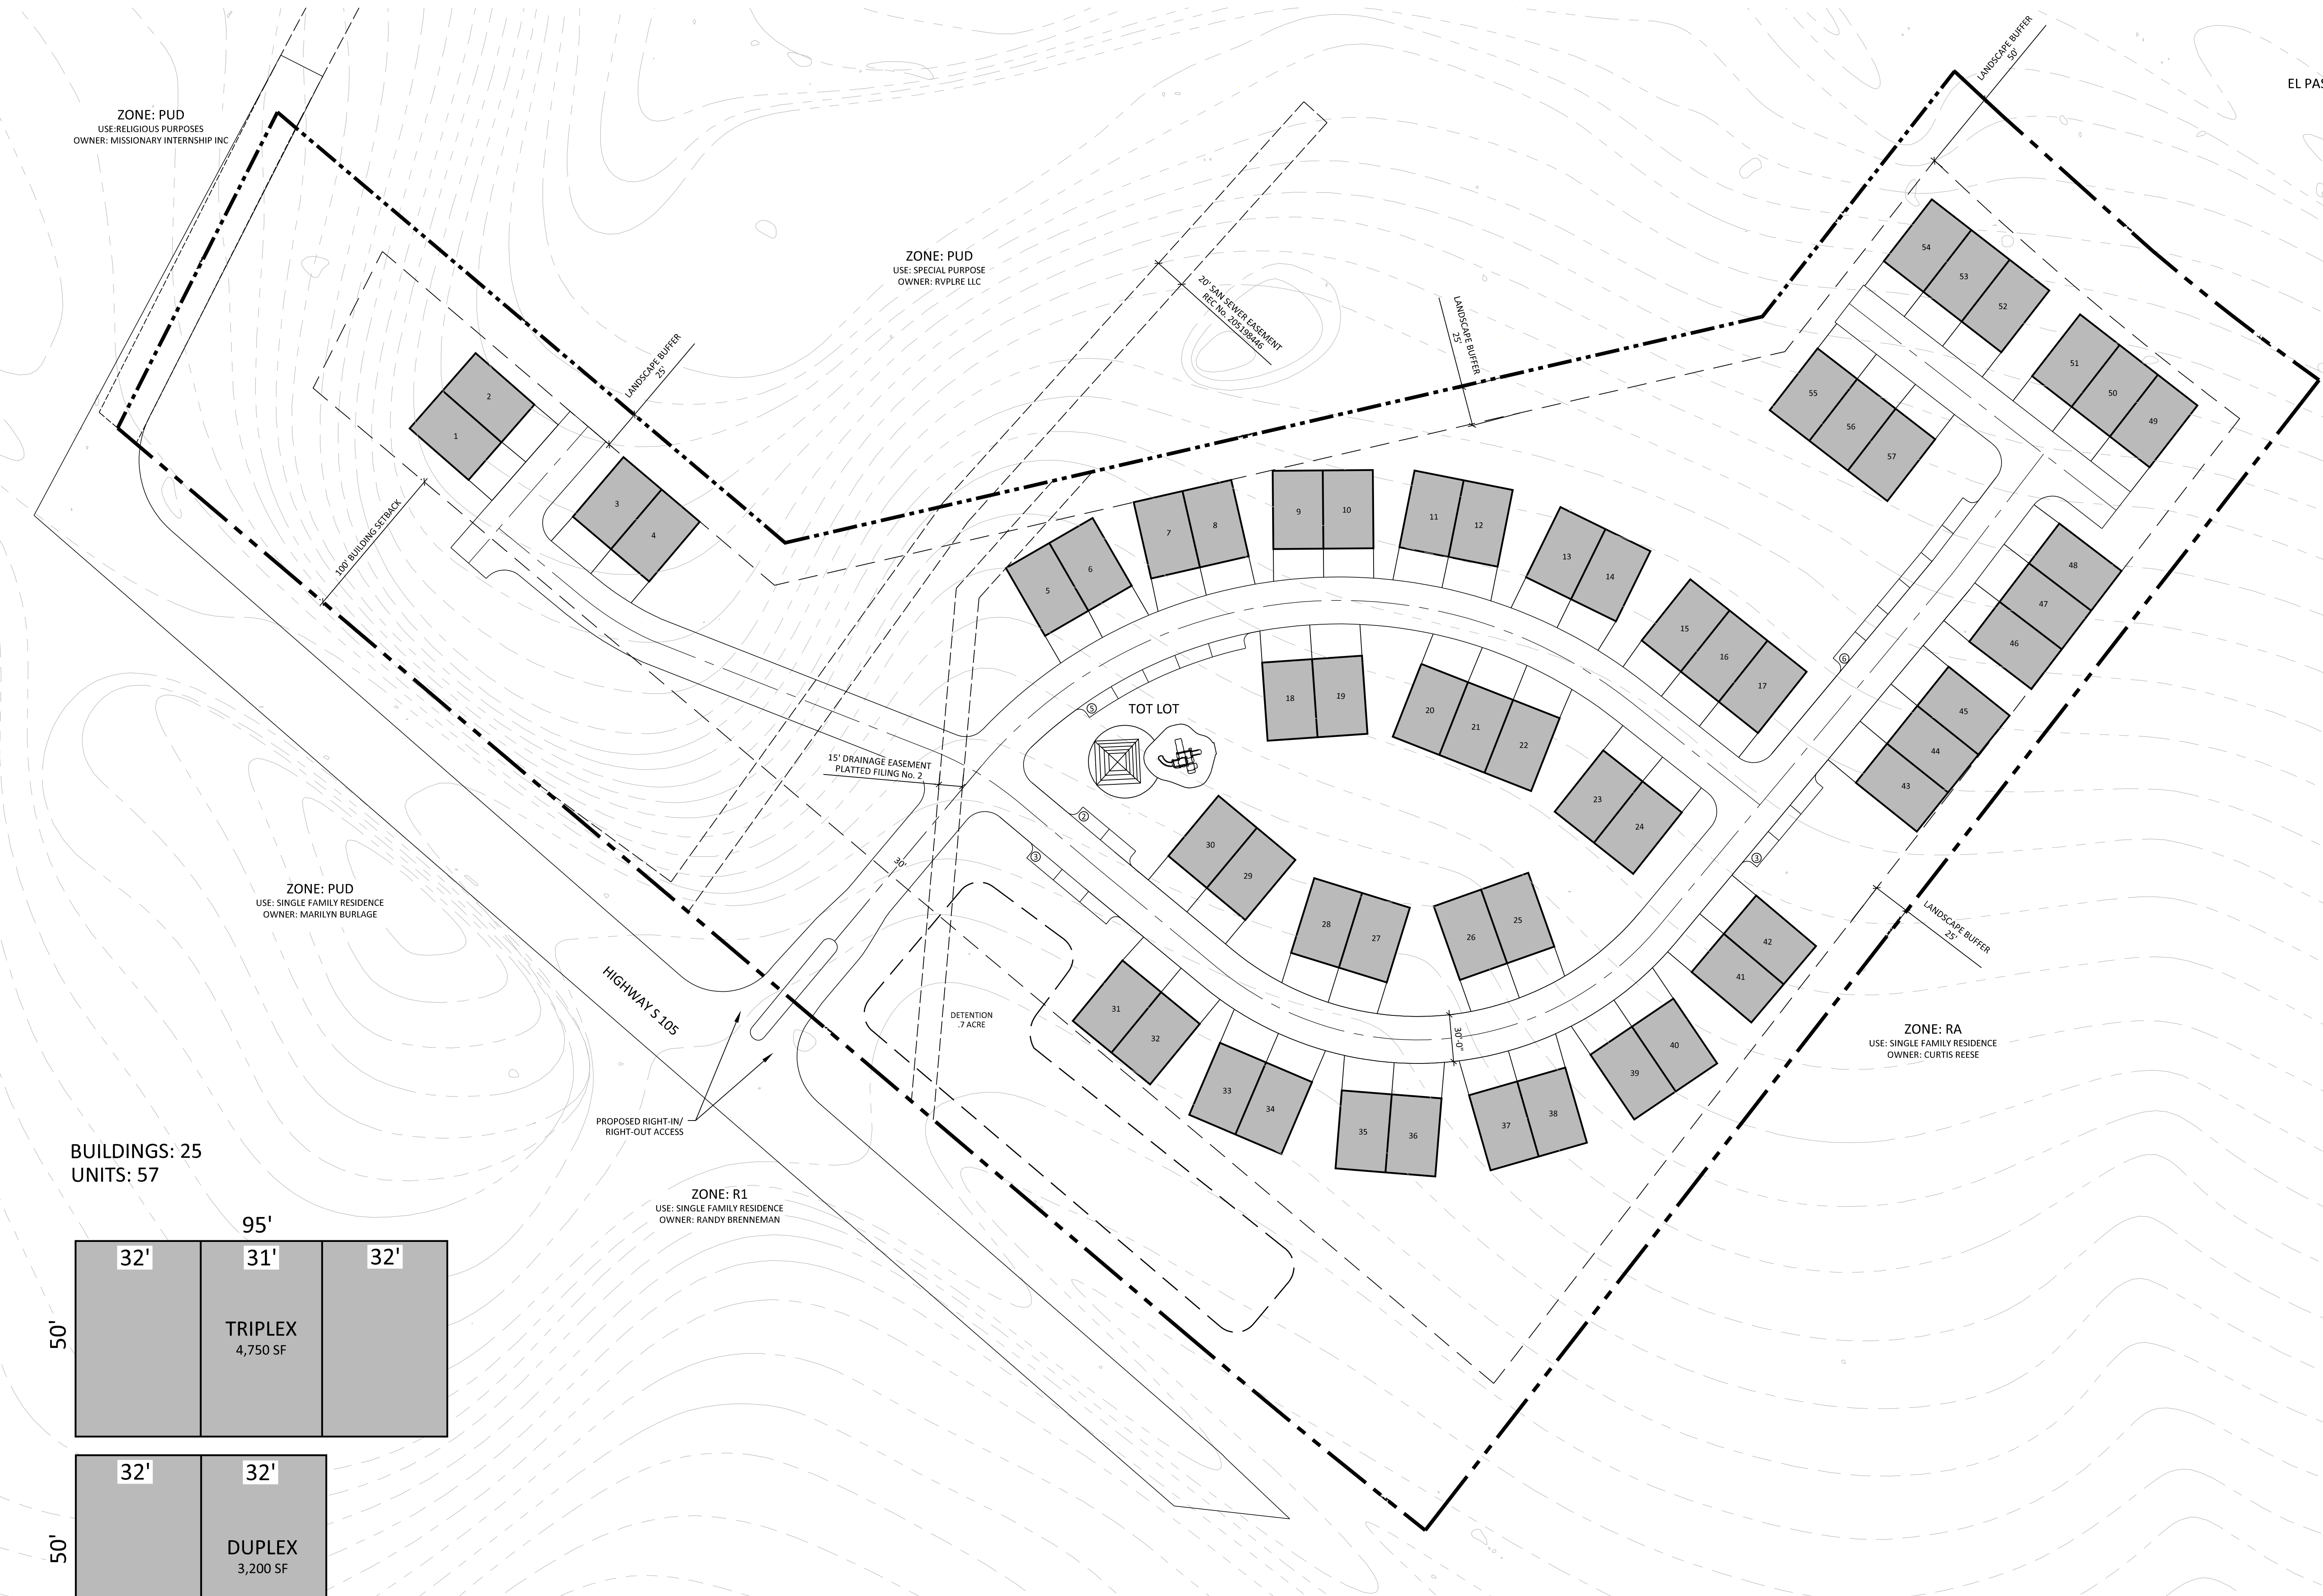 LANDSCAPE BUFFER
50'
EL PAS
ZONE: PUD
USE:RELIGIOUS PURPOSES
OWNER: MISSIONARY INTERNSHIP INC
ZONE: PUD
USE: SPECIAL PURPOSE
OWNER: RVPLRE LLC
20' SAN SEWER EASEMENT
REC No. 205198446
LANDSCAPE BUFFER
25'
LANDSCAPE BUFFER
25'
100' BUILDING SETBACK
54
53
52
51
50
49
55
56
57
2
1
3
4
5
6
7
8
9
10
11
12
13
14
15
16
17
48
47
46
45
44
43
6
5
TOT LOT
18
19
20
21
22
23
24
15' DRAINAGE EASEMENT
PLATTED FILING No. 2
2
3
30'
30
29
28
27
26
25
3
42
41
LANDSCAPE BUFFER
25'
ZONE: PUD
USE: SINGLE FAMILY RESIDENCE
OWNER: MARILYN BURLAGE
HIGHWAY S 105
DETENTION
.7 ACRE
31
32
33
34
35
36
37
38
39
40
30'-0"
ZONE: RA
USE: SINGLE FAMILY RESIDENCE
OWNER: CURTIS REESE
PROPOSED RIGHT-IN/
RIGHT-OUT ACCESS
ZONE: R1
USE: SINGLE FAMILY RESIDENCE
OWNER: RANDY BRENNEMAN
BUILDINGS: 25
UNITS: 57
95'
32'
31'
32'
50'
TRIPLEX
4,750 SF
32'
32'
50'
DUPLEX
3,200 SF